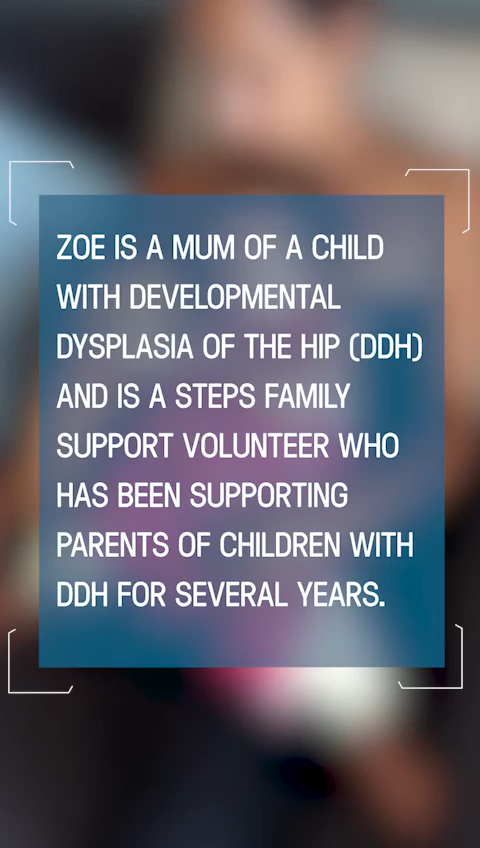 ZOE IS A MUM OF A CHILD
WITH DEVELOPMENTAL
DYSPLASIA OF THE HIP (DDH)
AND IS A STEPS FAMILY
SUPPORT VOLUNTEER WHO
HAS BEEN SUPPORTING
PARENTS OF CHILDREN WITH
DDH FOR SEVERAL YEARS.